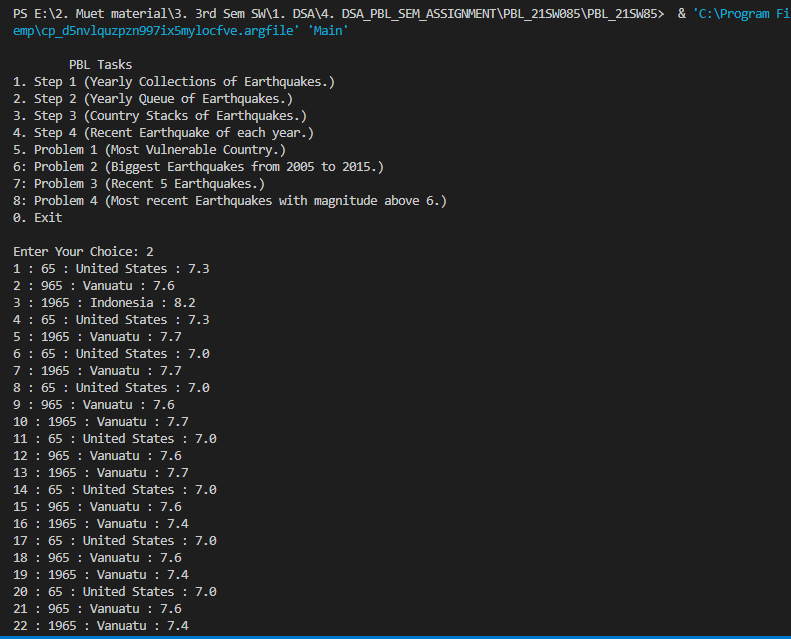 PS E:\2. Muet material\3. 3rd Sem SW\1. DSA\4. DSA_PBL_SEM_ASSIGNMENT\PBL_21SW085\PBL_21SW85>  & 'C:\Program Fi
emp\cp_d5nvlquzpzn997ix5mylocfve.argfile' 'Main'
PBL Tasks
1. Step 1 (Yearly Collections of Earthquakes.)
2. Step 2 (Yearly Queue of Earthquakes.)
3. Step 3 (Country Stacks of Earthquakes.)
4. Step 4 (Recent Earthquake of each year.)
5. Problem 1 (Most Vulnerable Country.)
6: Problem 2 (Biggest Earthquakes from 2005 to 2015.)
7: Problem 3 (Recent 5 Earthquakes.)
8: Problem 4 (Most recent Earthquakes with magnitude above 6.)
0. Exit
Enter Your Choice: 2
1 : 65 : United States : 7.3
2 : 965 : Vanuatu : 7.6
3 : 1965 : Indonesia : 8.2
4 : 65 : United States : 7.3
5 : 1965 : Vanuatu : 7.7
6 : 65 : United States : 7.0
7 : 1965 : Vanuatu : 7.7
8 : 65 : United States : 7.0
9 : 965 : Vanuatu : 7.6
10 : 1965 : Vanuatu : 7.7
11 : 65 : United States : 7.0
12 : 965 : Vanuatu : 7.6
13 : 1965 : Vanuatu : 7.7
14 : 65 : United States : 7.0
15 : 965 : Vanuatu : 7.6
16 : 1965 : Vanuatu : 7.4
17 : 65 : United States : 7.0
18 : 965 : Vanuatu : 7.6
19 : 1965 : Vanuatu : 7.4
20 : 65 : United States : 7.0
21 : 965 : Vanuatu : 7.6
22 : 1965 : Vanuatu : 7.4